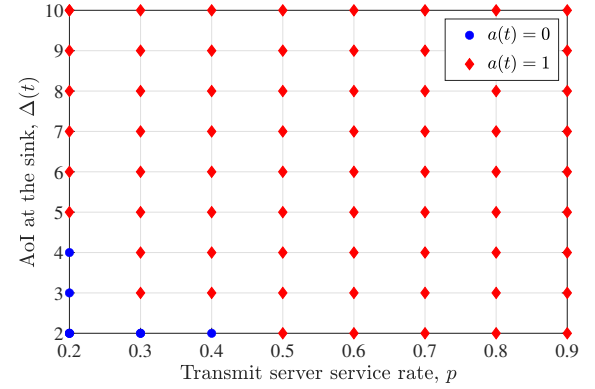 10
9
8
7
6
5
4
3
2
AoI at the sink, Δ(t)
a(t) = 0
a(t) = 1
0.2 0.3 0.4 0.5 0.6 0.7 0.8 0.9
Transmit server service rate, p